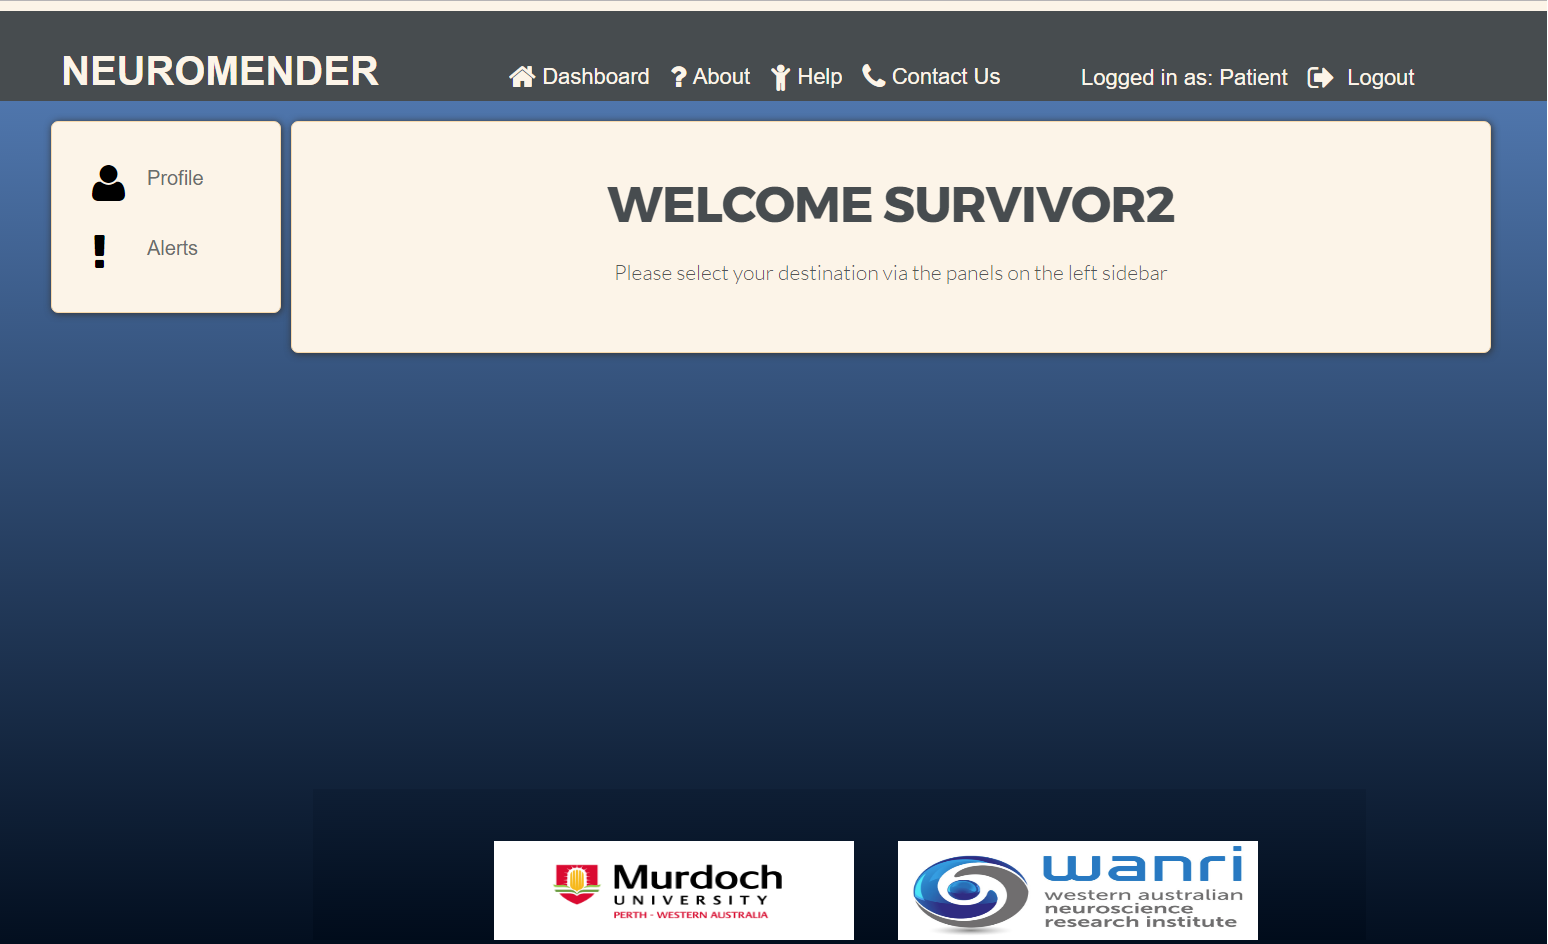 NEUROMENDER
Dashboard ? About Help Contact Us
Logged in as: Patient Logout
Profile
! Alerts
WELCOME SURVIVOR2
Please select your destination via the panels on the left sidebar
Murdoch
UNIVERSITY
PERTH - WESTERN AUSTRALIA
wanri
western australian
neuroscience
research institute